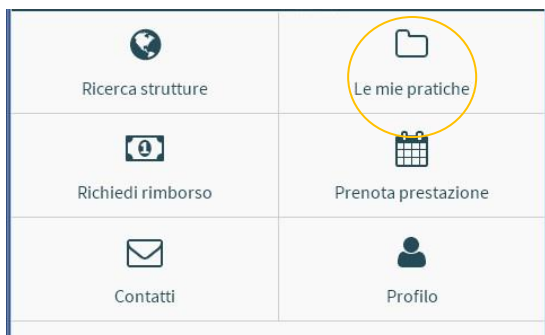 Ricerca strutture
Le mie pratiche
Richiedi rimborso
Prenota prestazione
Contatti
Profilo